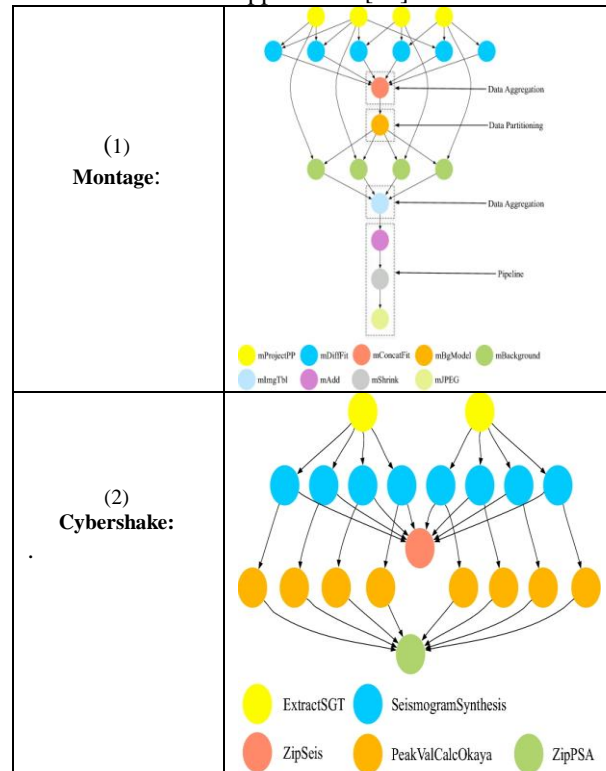 (1)
Montage:
Data Aggregation
Data Partitioning
Data Aggregation
Pipeline
mProjectPP mDiffFit mConcatFit mBgModel mBackground
mImgTbl mAdd mShrink mJPEG
(2)
Cybershake:
.
ExtractSGT SeismogramSynthesis
ZipSeis PeakValCalcOkaya ZipPSA